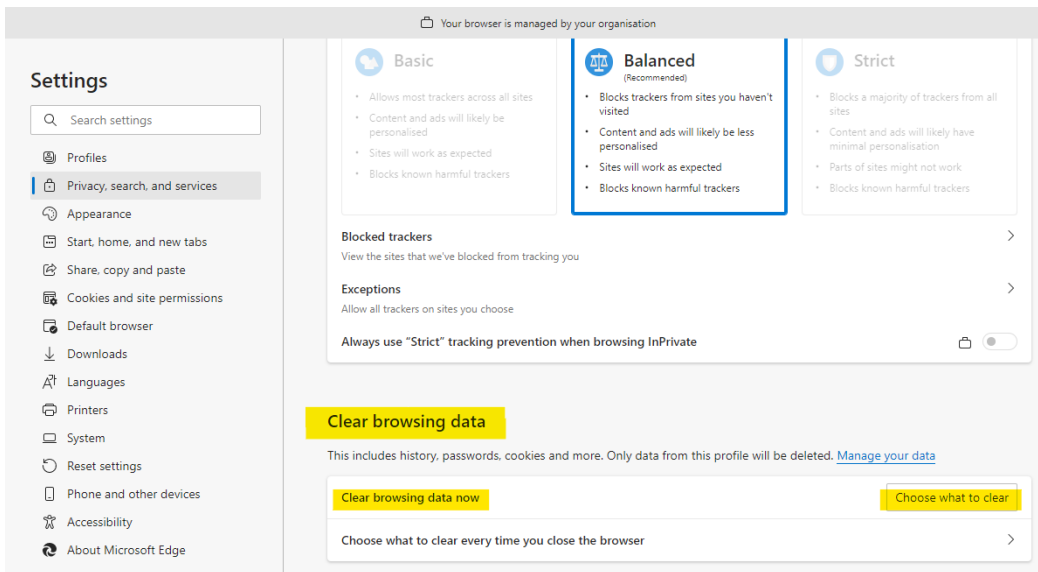 Your browser is managed by your organisation
Settings
Search settings
Profiles
Privacy, search, and services
Appearance
Start, home, and new tabs
Share, copy and paste
Cookies and site permissions
Default browser
Downloads
Languages
Printers
System
Reset settings
Phone and other devices
Accessibility
About Microsoft Edge
Basic
Allows most trackers across all sites
Content and ads will likely be
personalised
Sites will work as expected
Blocks known harmful trackers
Balanced
(Recommended)
Blocks trackers from sites you haven't
visited
Content and ads will likely be less
personalised
Sites will work as expected
Blocks known harmful trackers
Strict
Blocks a majority of trackers from all
sites
Content and ads will likely have
minimal personalisation
Parts of sites might not work
Blocks known harmful trackers
Blocked trackers
View the sites that we've blocked from tracking you
Exceptions
Allow all trackers on sites you choose
Always use "Strict" tracking prevention when browsing InPrivate
Clear browsing data
This includes history, passwords, cookies and more. Only data from this profile will be deleted. Manage your data
Clear browsing data now
Choose what to clear
Choose what to clear every time you close the browser